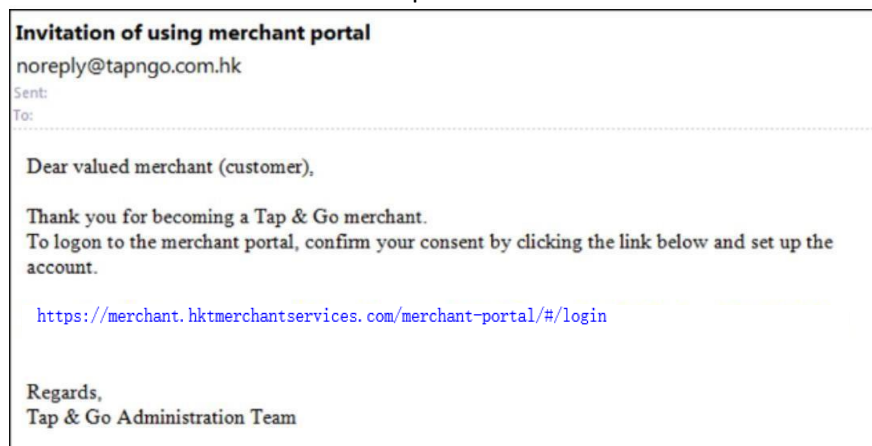 Invitation of using merchant portal
noreply@tapngo.com.hk
Sent:
To:
Dear valued merchant (customer),
Thank you for becoming a Tap & Go merchant.
To logon to the merchant portal, confirm your consent by clicking the link below and set up the
account.
https://merchant.hktmerchantservices.com/merchant-portal/#/login
Regards,
Tap & Go Administration Team